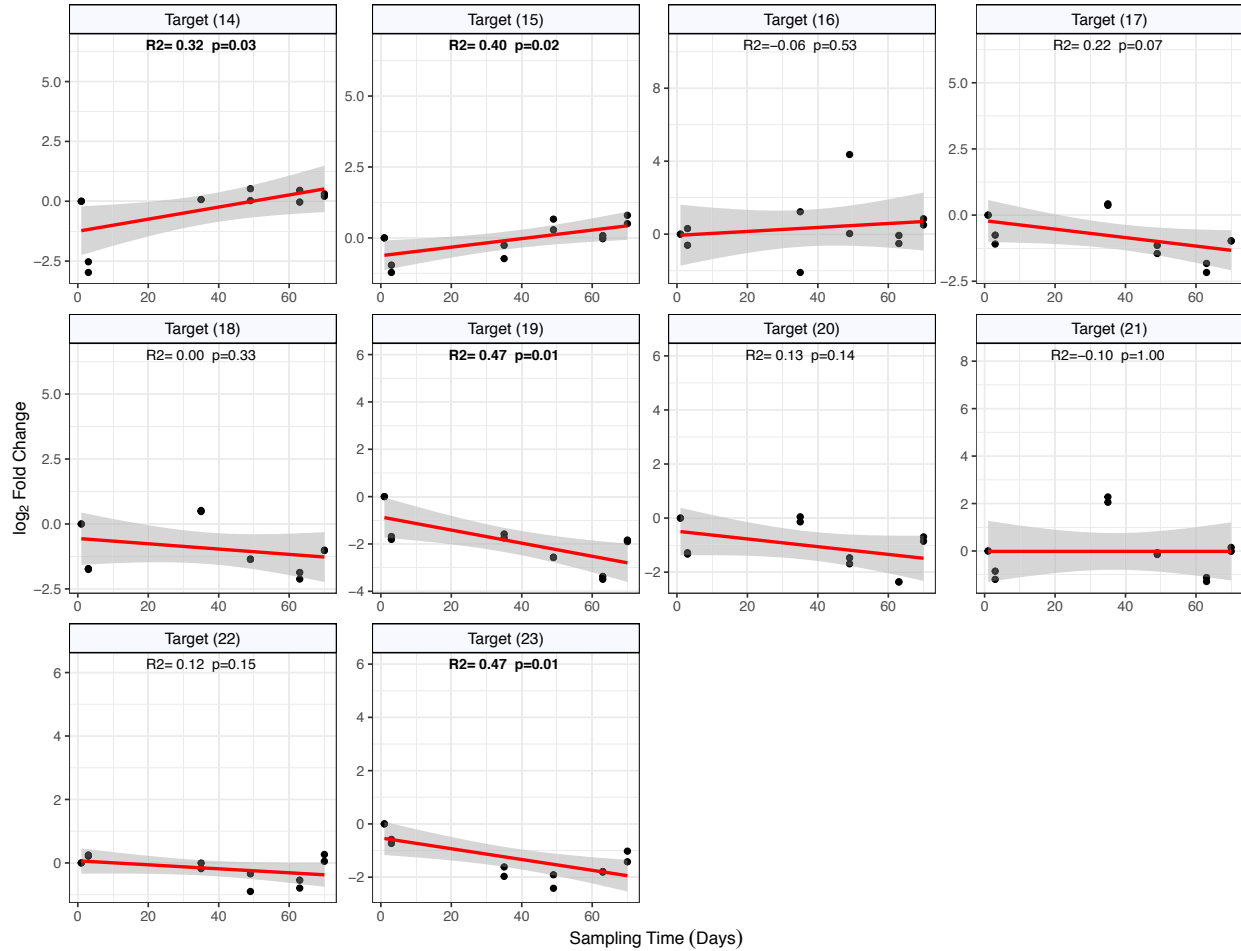 Target (14) Target (15) Target (16) Target (17)
R2= 0.32 p=0.03 R2= 0.40 p=0.02 R2=−0.06 p=0.53 R2= 0.22 p=0.07
5.0 5.0 8 5.0
2.5 2.5 4 2.5
0.0 0.0 0 0.0
−2.5 −2.5
0 20 40 60 0 20 40 60 0 20 40 60 0 20 40 60
Target (18) Target (19) Target (20) Target (21)
R2= 0.00 p=0.33 R2= 0.47 p=0.01 R2= 0.13 p=0.14 R2=−0.10 p=1.00
5.0 6 6 8
2.5 4 4 6
0.0 2 2 4
−2.5 0 0 2
−2 −2 0
−4
0 20 40 60 0 20 40 60 0 20 40 60 0 20 40 60
Target (22) Target (23)
R2= 0.12 p=0.15 R2= 0.47 p=0.01
6 6
4 4
2 2
0 0
−2
0 20 40 60 0 20 40 60
log2 Fold Change
Sampling Time (Days)